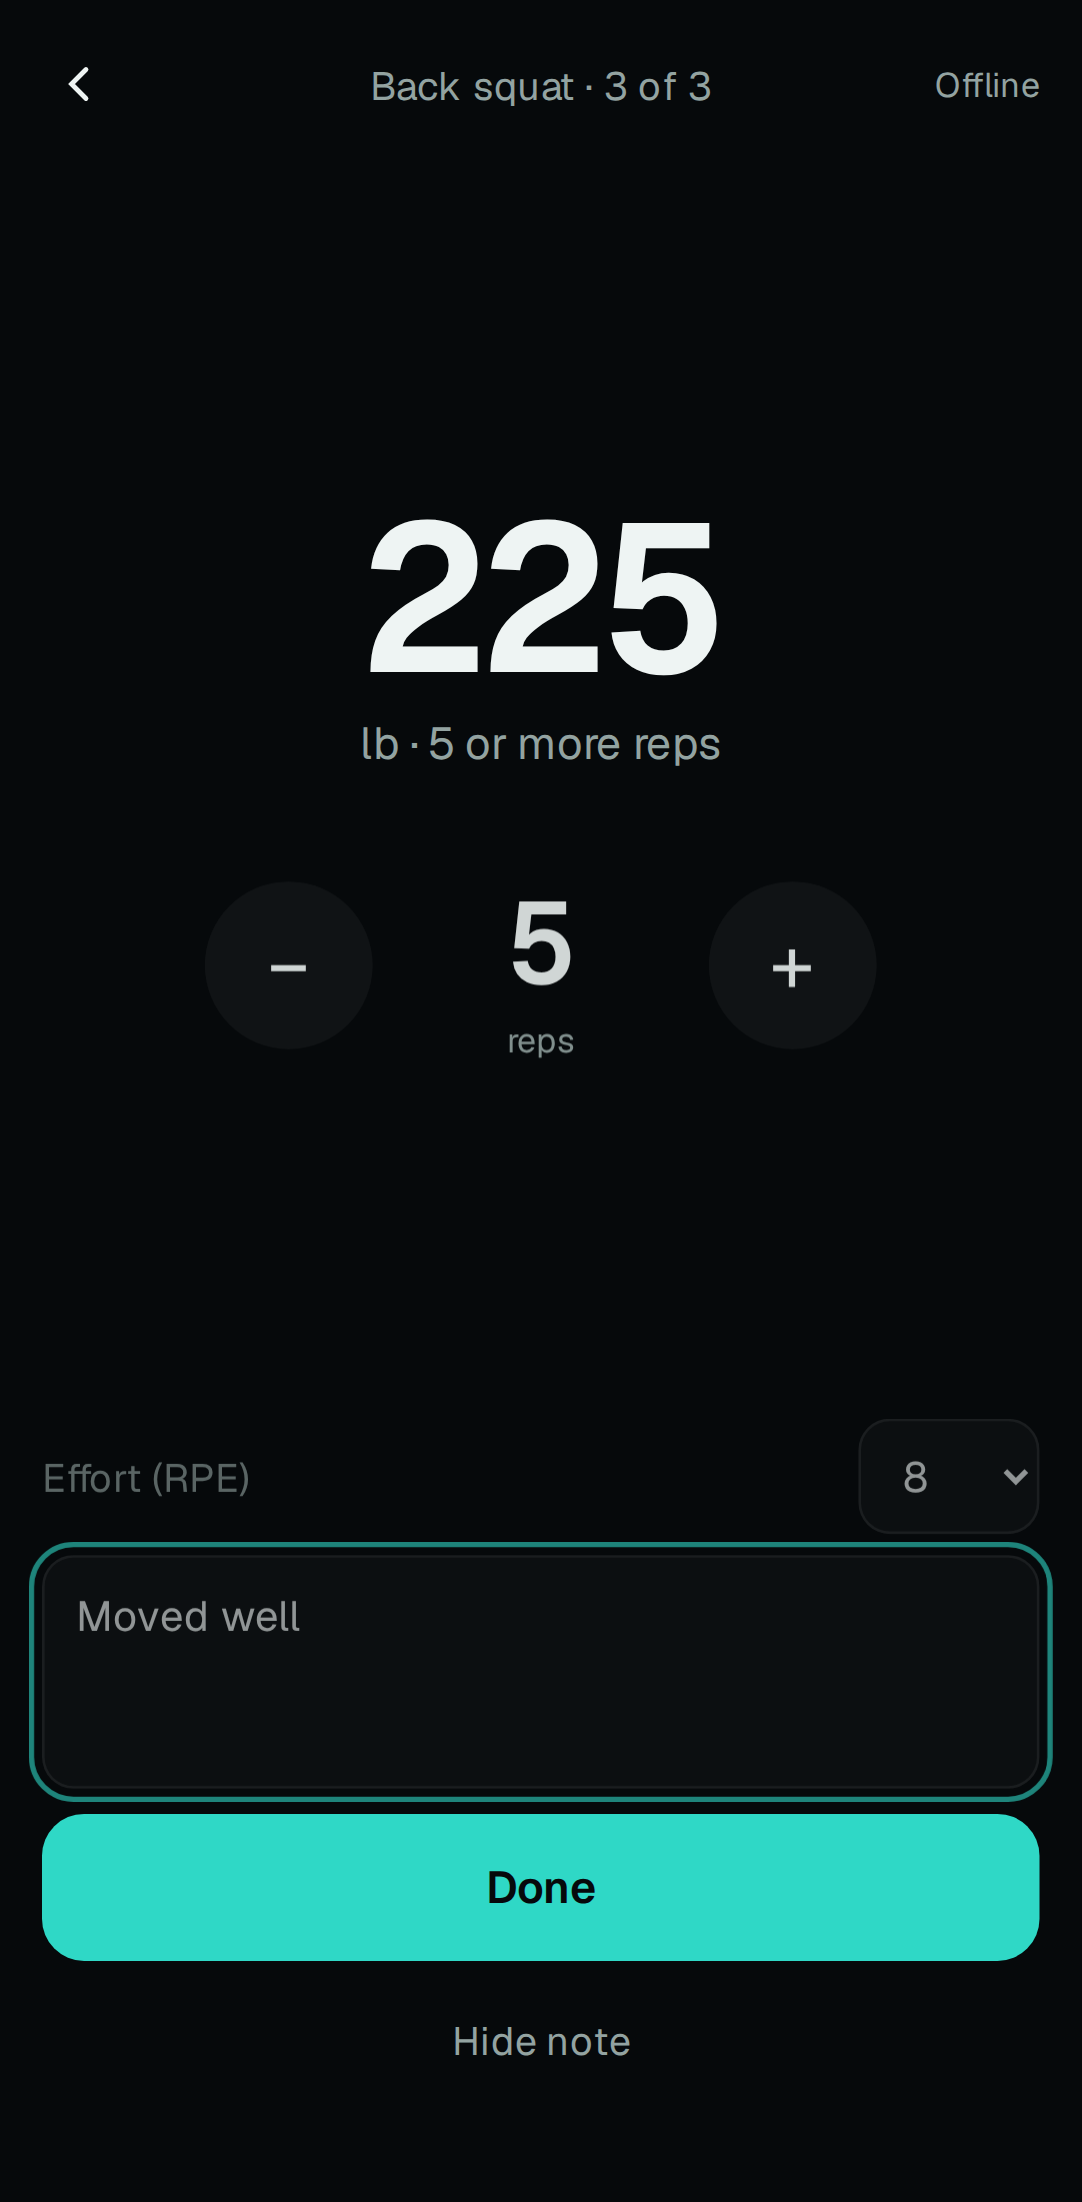 Back squat · 3 of 3
Offline
225
lb · 5 or more reps
−
5
+
reps
Effort (RPE)
8
Moved well
Done
Hide note